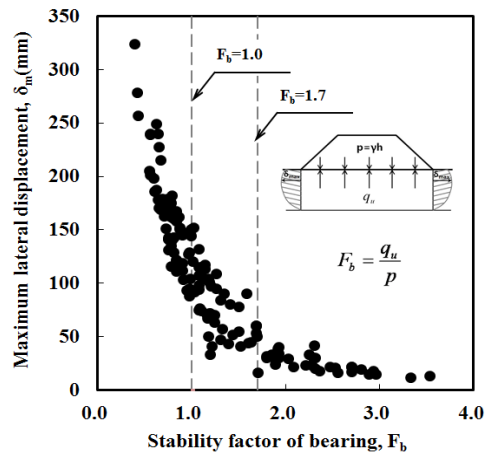 350
300
250
200
150
100
50
0
0.0
1.0
2.0
3.0
4.0
Maximum lateral displacement, δm(mm)
Stability factor of bearing, Fb
Fb=1.0
Fb=1.7
p=γh
δmax
δmax
qu
Fb = qu
p